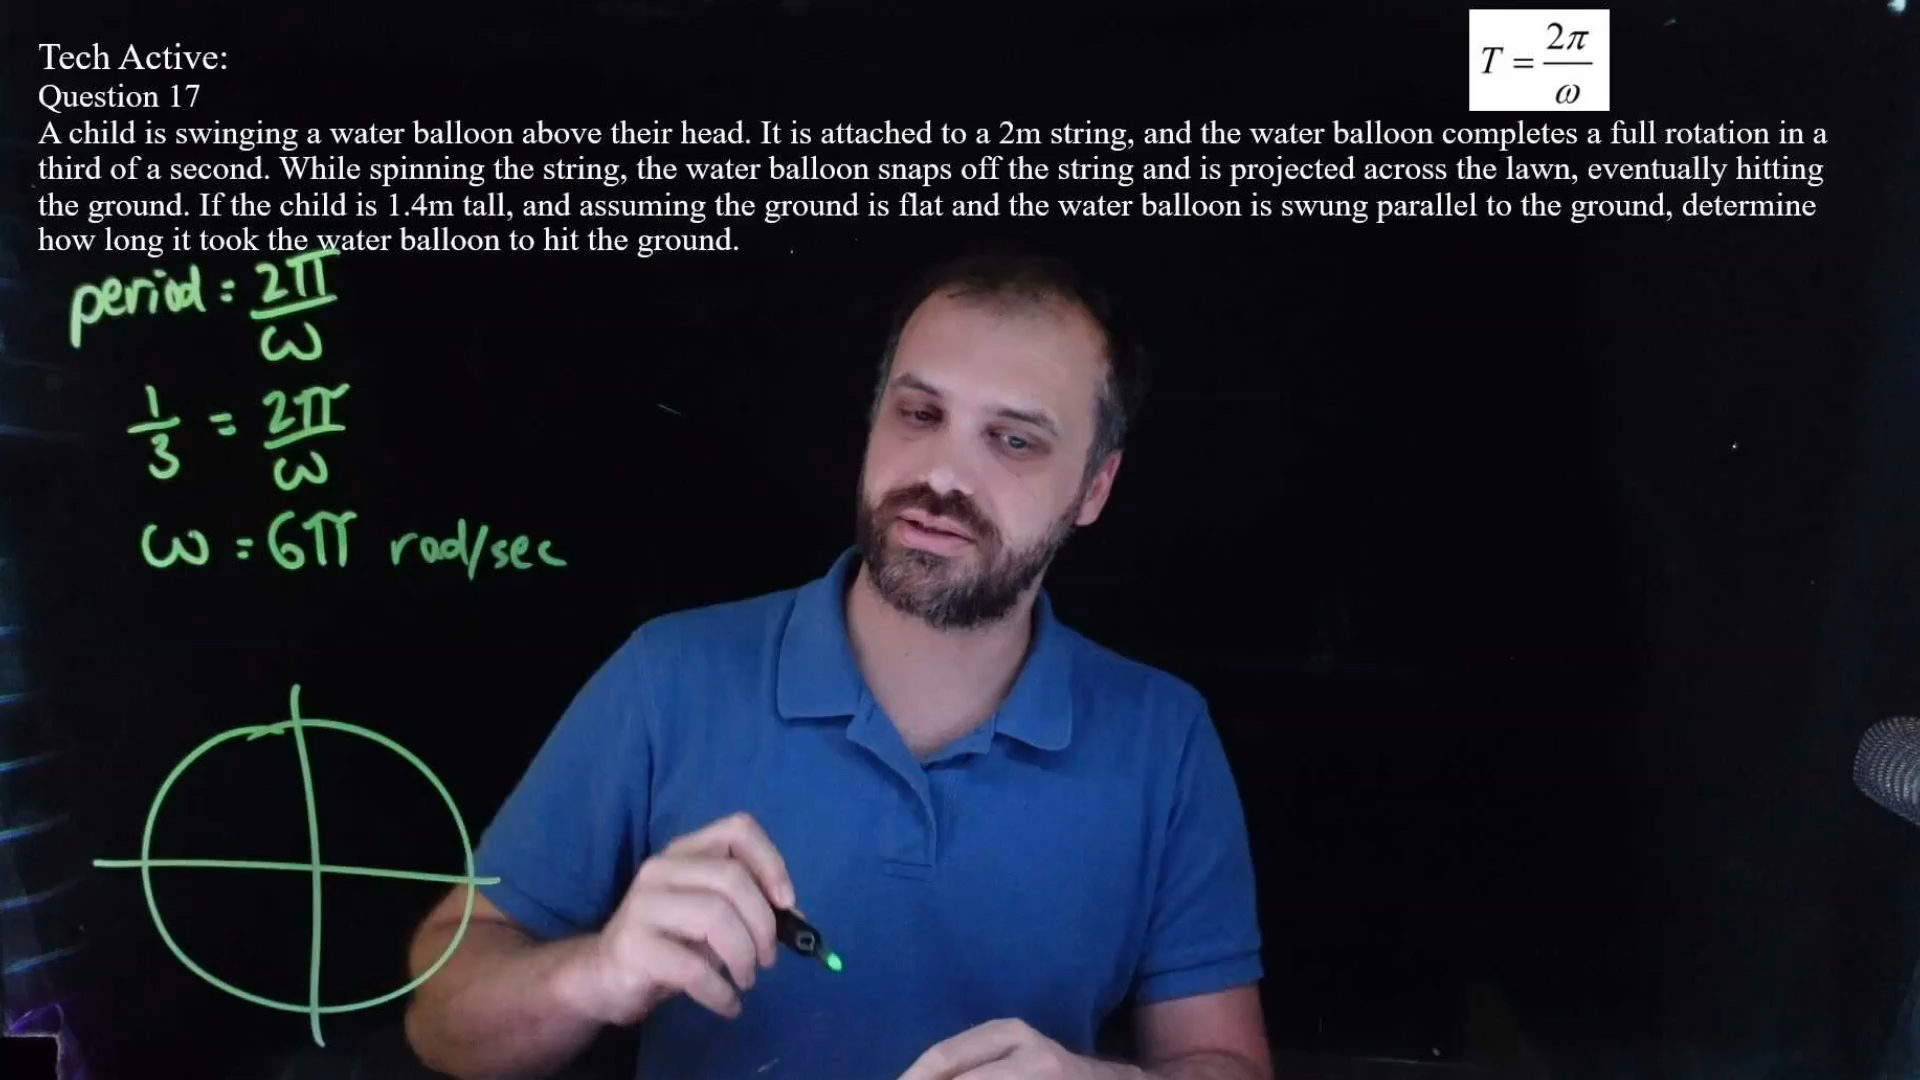 Tech Active:
Question 17
A child is swinging a water balloon above their head. It is attached to a 2m string, and the water balloon completes a full rotation in a
third of a second. While spinning the string, the water balloon snaps off the string and is projected across the lawn, eventually hitting
the ground. If the child is 1.4m tall, and assuming the ground is flat and the water balloon is swung parallel to the ground, determine
how long it took the water balloon to hit the ground.
T = 2π/ω
period = 2π/ω
1/3 = 2π/ω
ω = 6π rad/sec